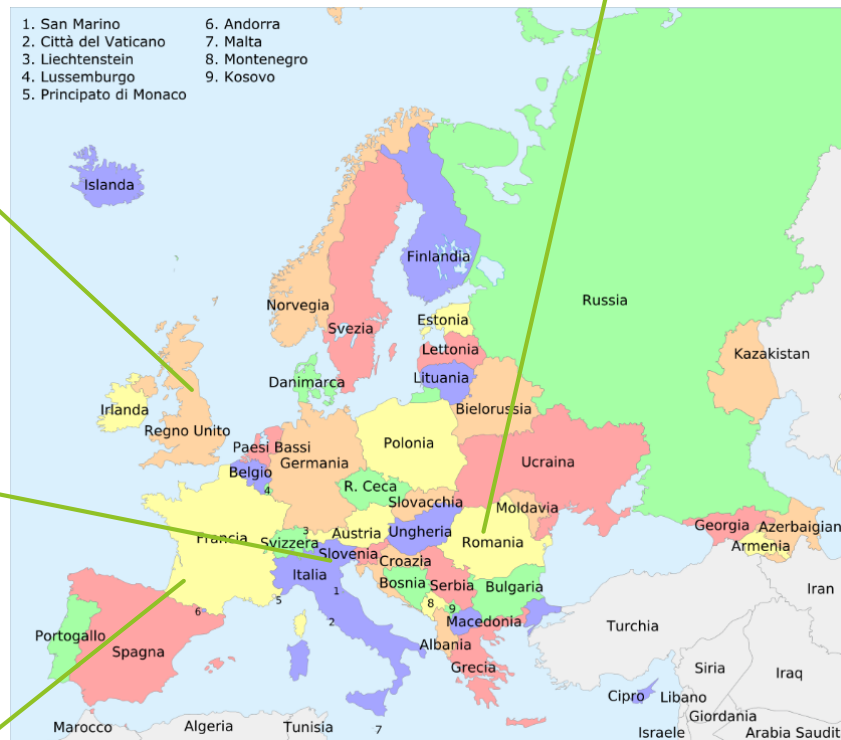 1. San Marino
2. Città del Vaticano
3. Liechtenstein
4. Lussemburgo
5. Principato di Monaco
6. Andorra
7. Malta
8. Montenegro
9. Kosovo
Islanda
Finlandia
Norvegia
Svezia
Russia
Estonia
Lettonia
Kazakistan
Lituania
Danimarca
Irlanda
Bielorussia
Regno Unito
Paesi Bassi
Polonia
Germania
Ucraina
Belgio
4
R. Ceca
Slovacchia
Moldavia
Georgia
Azerbaigian
3
Austria
Ungheria
Francia
Svizzera
Romania
Armenia
Slovenia
Croazia
Italia
Bosnia
Serbia
Bulgaria
Iran
1
5
8
9
6
2
Macedonia
Turchia
Portogallo
Spagna
Albania
Grecia
Siria
Iraq
Cipro
Libano
Giordania
Marocco
Algeria
Tunisia
7
Israele
Arabia Saudit